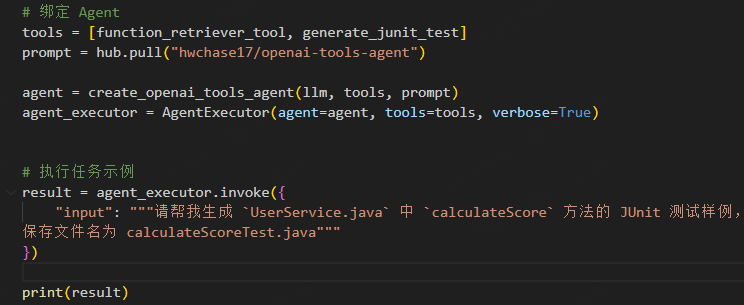 # 绑定 Agent
tools = [function_retriever_tool, generate_junit_test]
prompt = hub.pull("hwchase17/openai-tools-agent")
agent = create_openai_tools_agent(llm, tools, prompt)
agent_executor = AgentExecutor(agent=agent, tools=tools, verbose=True)
# 执行任务示例
result = agent_executor.invoke({
"input": """请帮我生成 `UserService.java` 中 `calculateScore` 方法的 JUnit 测试样例，
保存文件名为 calculateScoreTest.java"""
})
print(result)